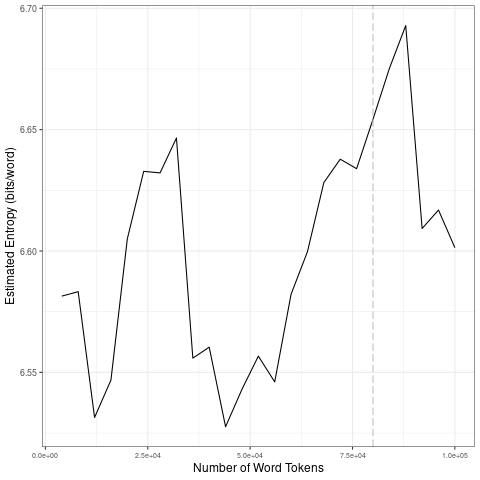 6.70
6.65
6.60
6.55
Estimated Entropy (bits/word)
0.0e+00 2.5e+04 5.0e+04 7.5e+04 1.0e+05
Number of Word Tokens